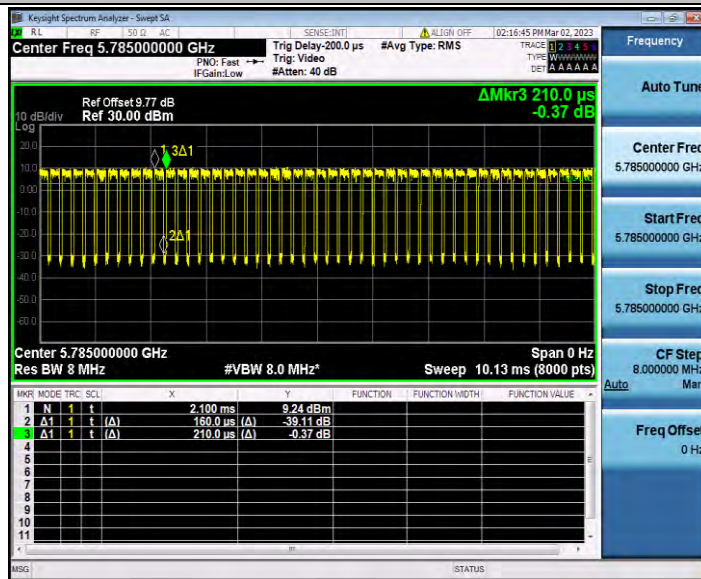 Keysight Spectrum Analyzer - Swept SA
RL RF 50 Ω AC SENSE:INT ALIGN OFF 02:16:45 PM Mar 02, 2023
Center Freq 5.785000000 GHz
PNO: Fast
IFGain:Low
Trig Delay-200.0 µs
Trig: Video
#Atten: 40 dB
#Avg Type: RMS
TRACE 1 2 3 4 5 6
TYPE WWWWWW
DET A A A A A A
Frequency
Auto Tune
Center Freq
5.785000000 GHz
Start Freq
5.785000000 GHz
Stop Freq
5.785000000 GHz
CF Step
8.000000 MHz
Auto Man
Freq Offset
0 Hz
ΔMkr3 210.0 µs
-0.37 dB
Ref Offset 9.77 dB
10 dB/div Ref 30.00 dBm
Log
20.0
10.0
0.00
-10.0
-20.0
-30.0
-40.0
-50.0
-60.0
1 3Δ1
2Δ1
Center 5.785000000 GHz Span 0 Hz
Res BW 8 MHz #VBW 8.0 MHz* Sweep 10.13 ms (8000 pts)
MKR MODE TRC SCL X Y FUNCTION FUNCTION WIDTH FUNCTION VALUE
1 N 1 t 2.100 ms 9.24 dBm
2 Δ1 1 t (Δ) 160.0 µs (Δ) -39.11 dB
3 Δ1 1 t (Δ) 210.0 µs (Δ) -0.37 dB
4
5
6
7
8
9
10
11
MSG STATUS